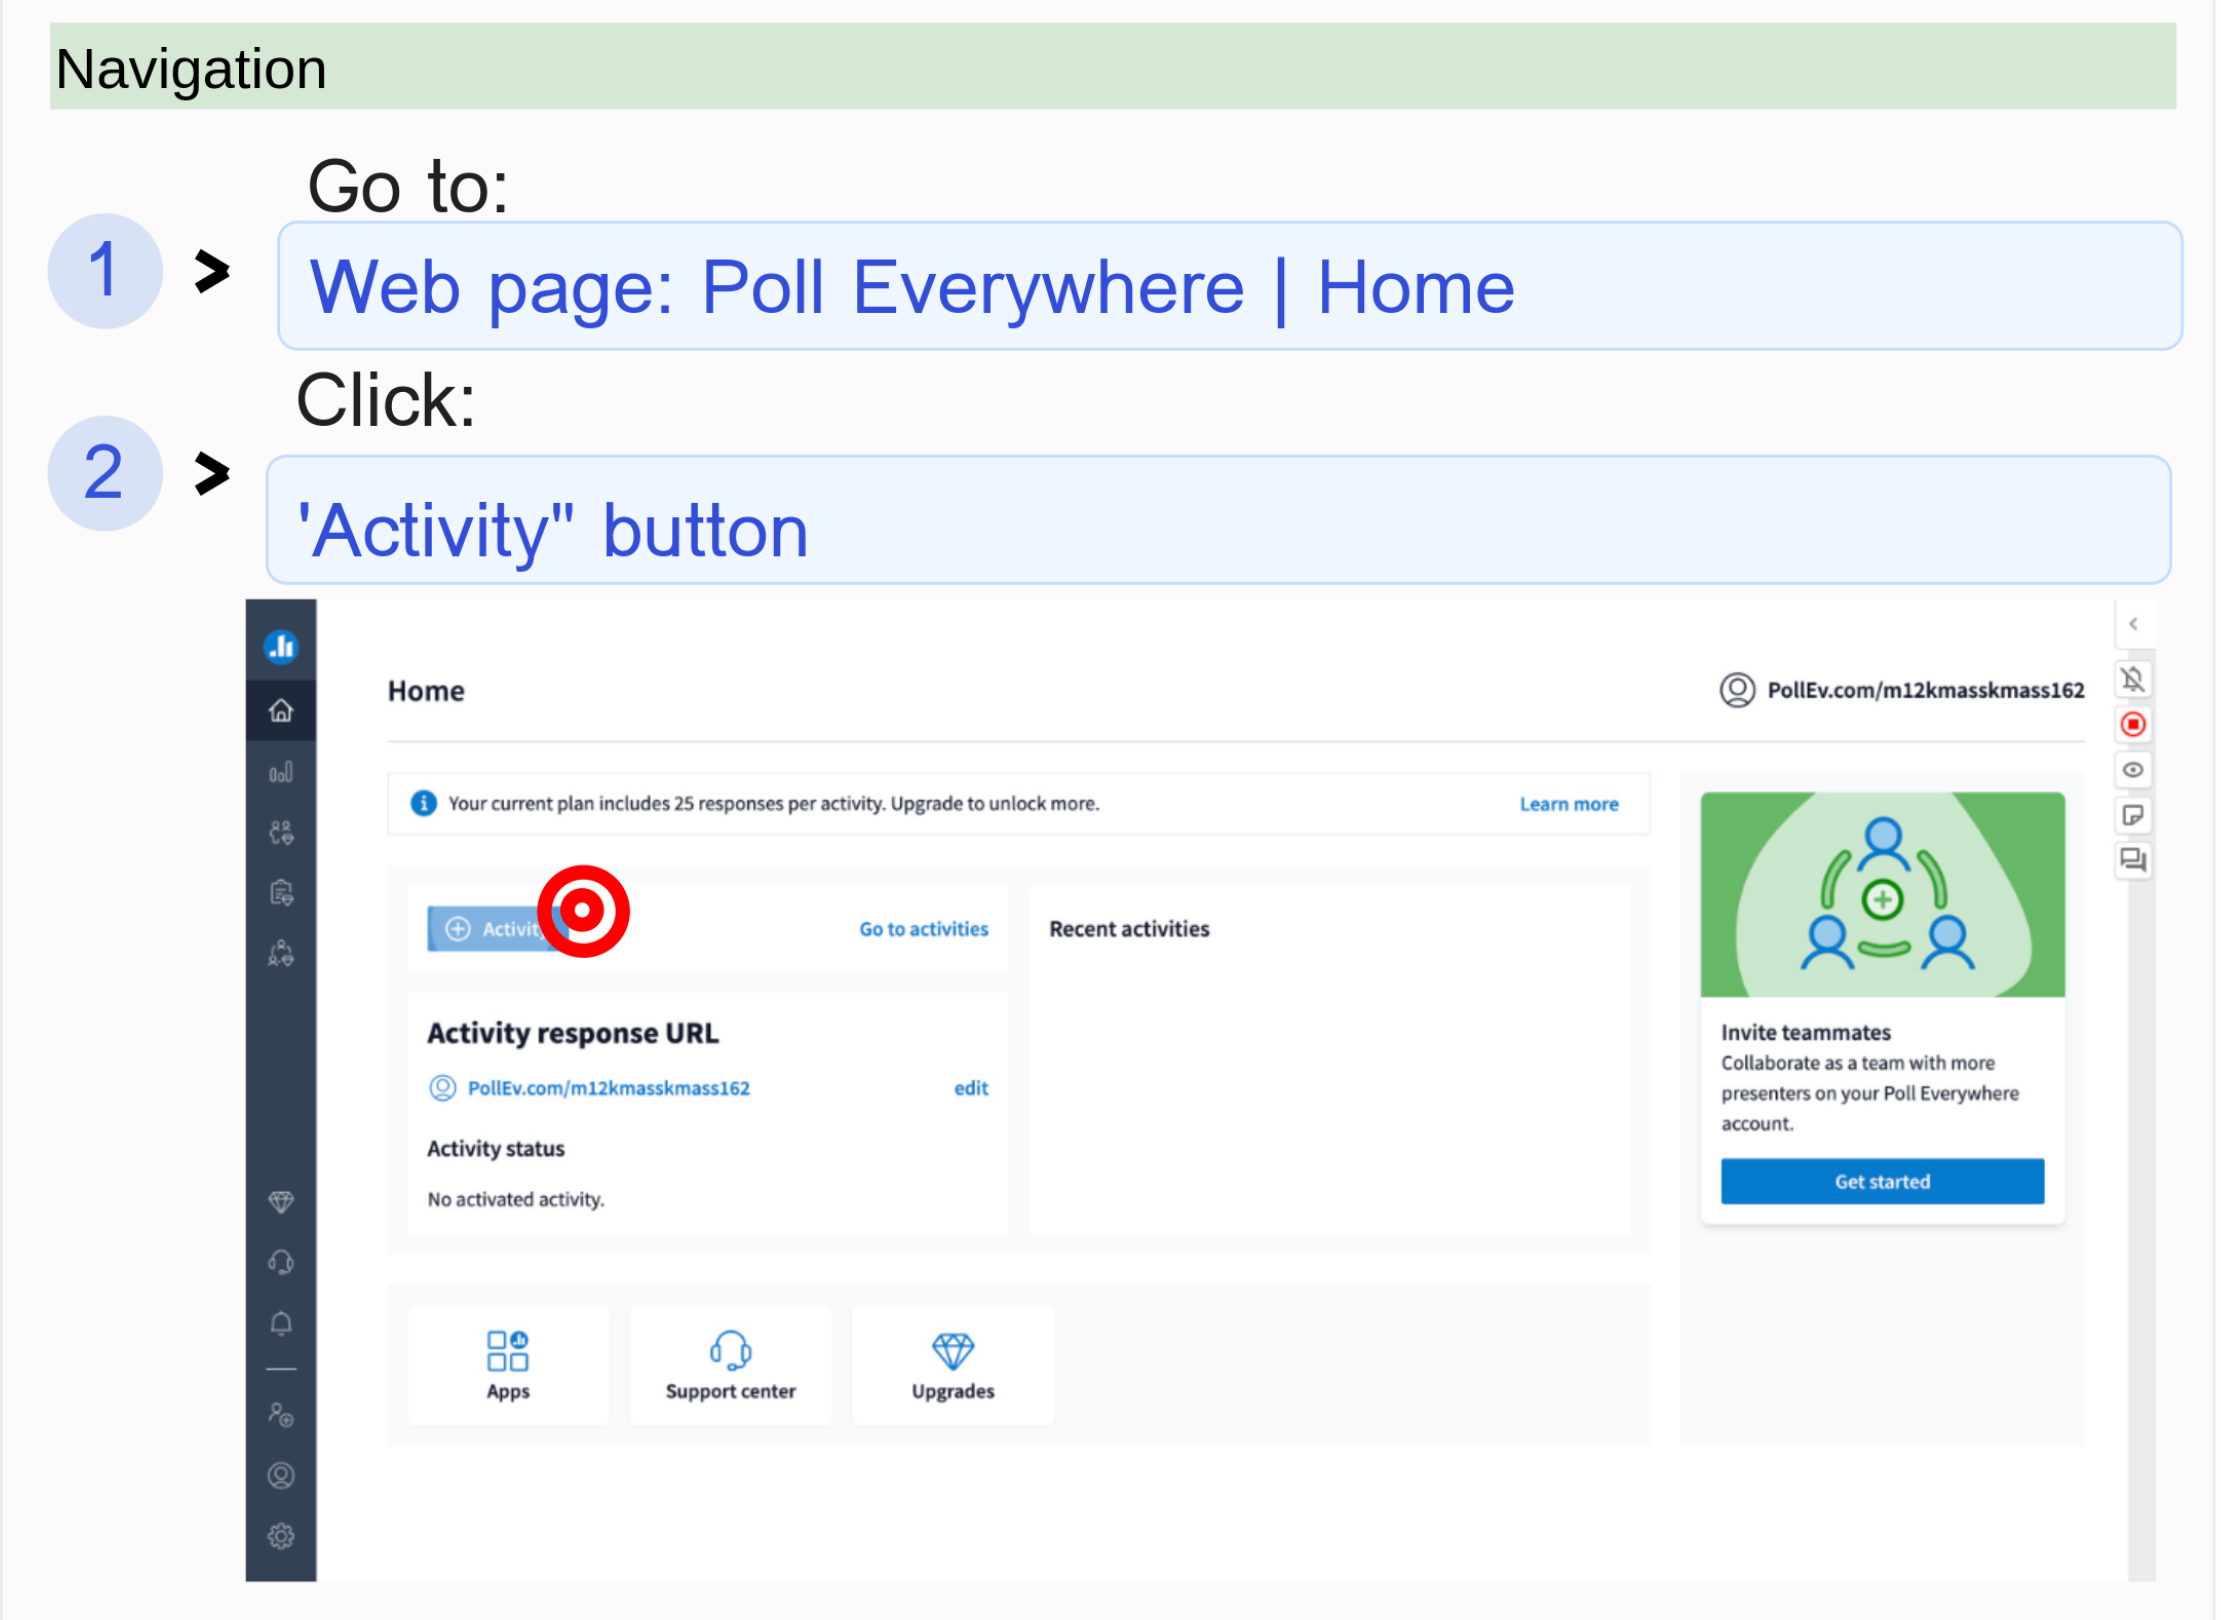 Navigation
Go to:
1 > Web page: Poll Everywhere | Home
Click:
2 > 'Activity" button
Home
PollEv.com/m12kmasskmass162
Your current plan includes 25 responses per activity. Upgrade to unlock more. Learn more
Activity
Go to activities
Recent activities
Activity response URL
PollEv.com/m12kmasskmass162 edit
Activity status
No activated activity.
Invite teammates
Collaborate as a team with more
presenters on your Poll Everywhere
account.
Get started
Apps
Support center
Upgrades